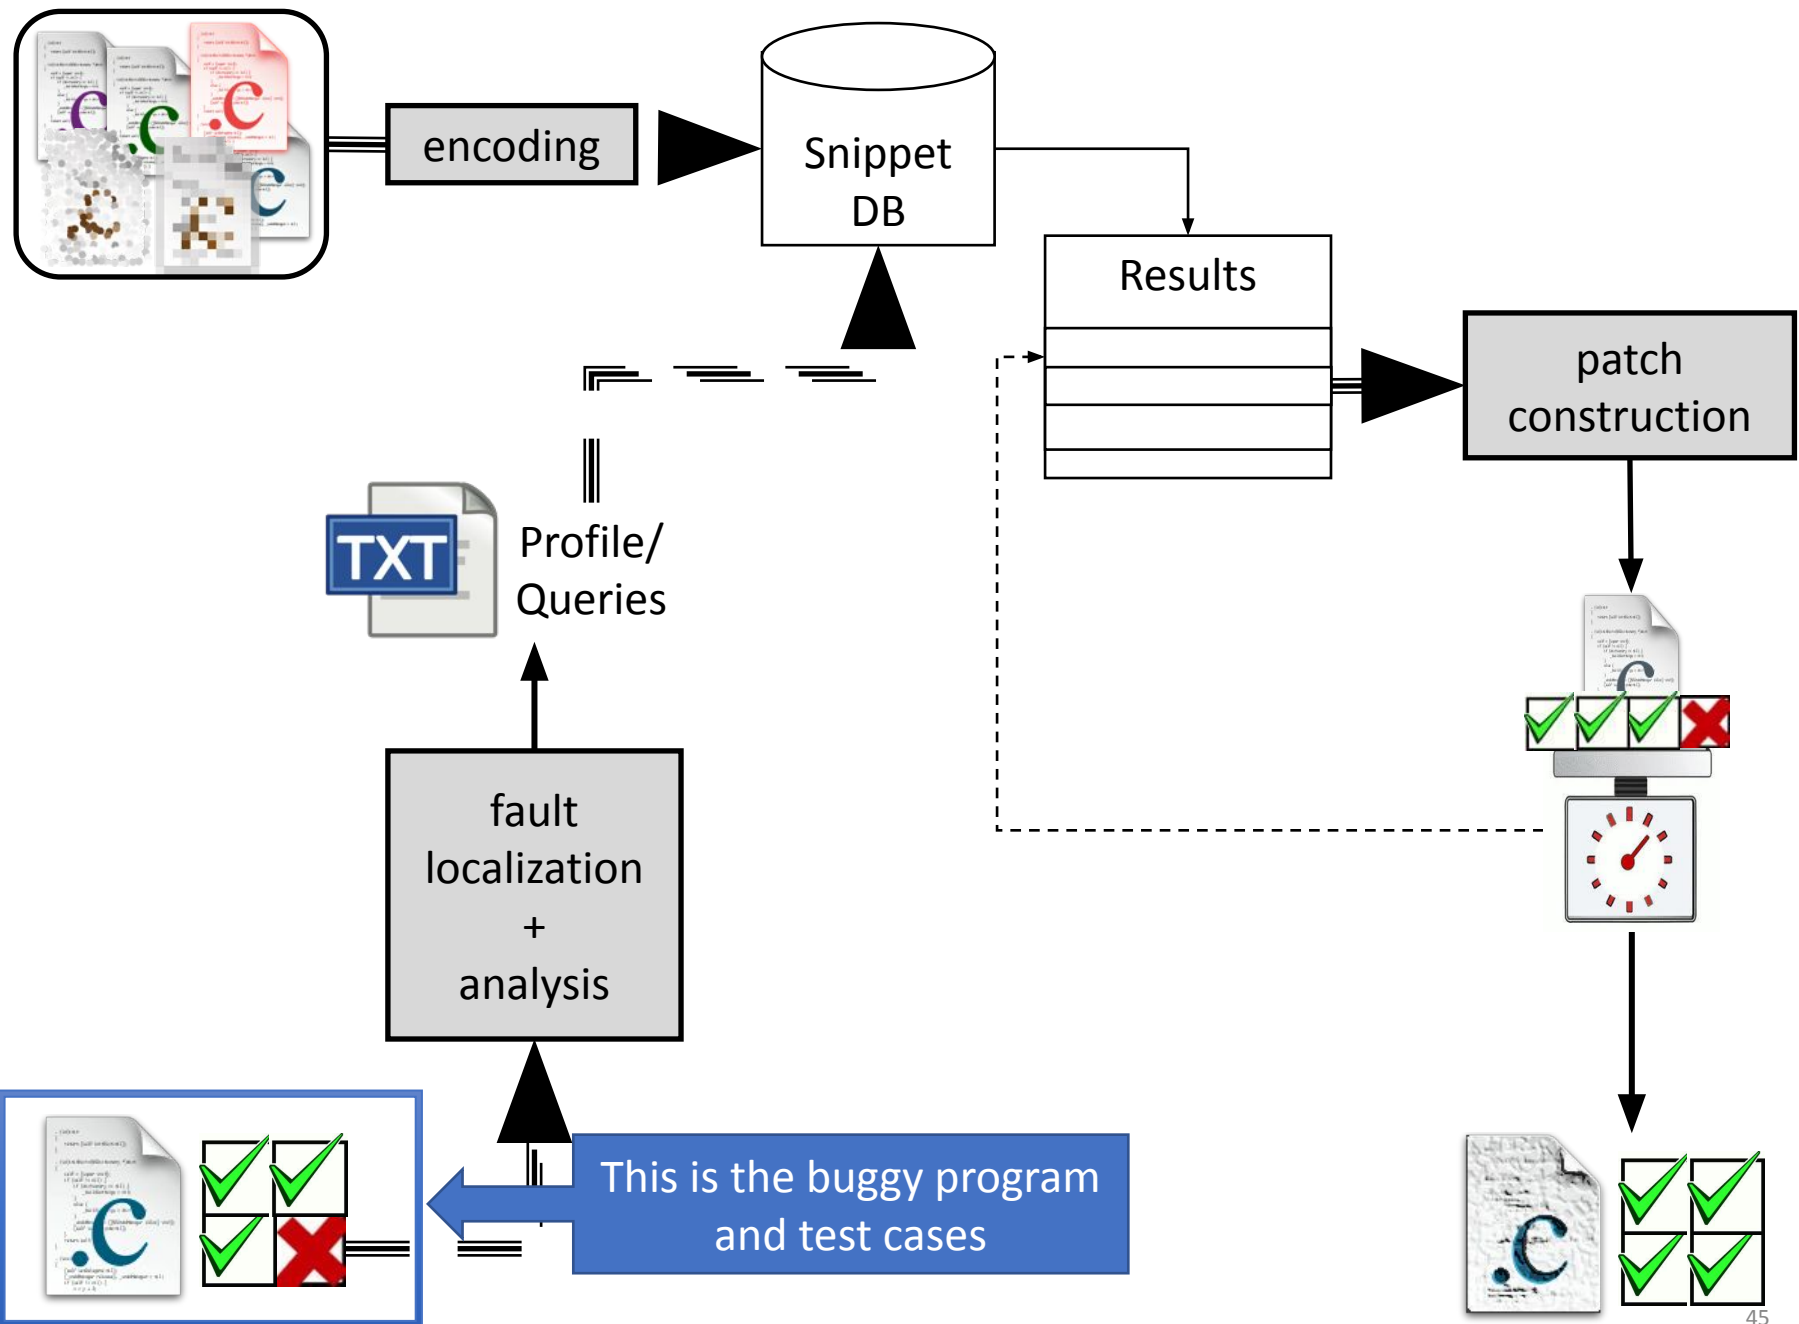 encoding
Snippet
DB
Results
patch
construction
TXT
Profile/
Queries
fault
localization
+
analysis
This is the buggy program
and test cases
.c
.c
.c
.c
.c
.c
45